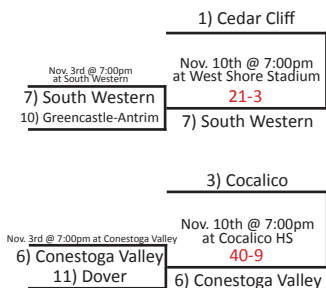 1) Cedar Cliff
Nov. 3rd @ 7:00pm
at South Western
Nov. 10th @ 7:00pm
at West Shore Stadium
7) South Western
21-3
10) Greencastle-Antrim
7) South Western
3) Cocalico
Nov. 10th @ 7:00pm
Nov. 3rd @ 7:00pm at Conestoga Valley
at Cocalico HS
6) Conestoga Valley
40-9
11) Dover
6) Conestoga Valley